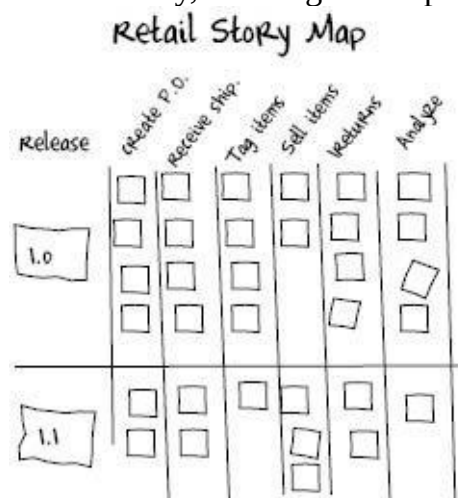 Retail Story Map
Release
Create P.O.
Receive ship.
Tag items
Sell items
Returns
Analyze
1.0
1.1